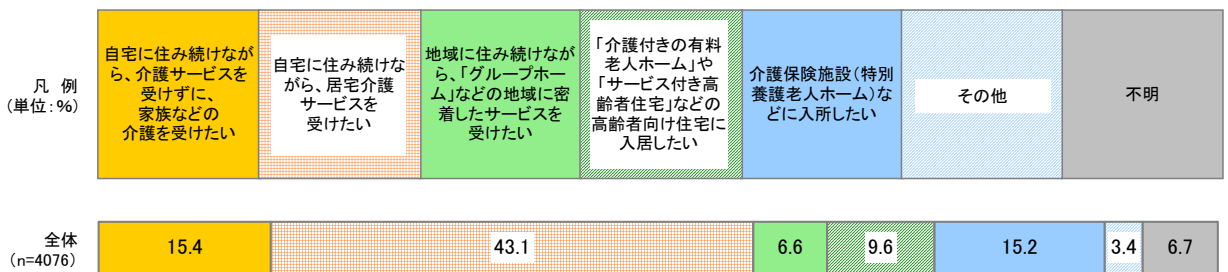 凡 例
(単位:%)
自宅に住み続けなが
ら、介護サービスを
受けずに、
家族などの
介護を受けたい
自宅に住み続けな
がら、居宅介護
サービスを
受けたい
地域に住み続けなが
ら、「グループホー
ム」などの地域に密
着したサービスを
受けたい
「介護付きの有料
老人ホーム」や
「サービス付き高
齢者住宅」などの
高齢者向け住宅に
入居したい
介護保険施設(特別
養護老人ホーム)な
どに入所したい
その他
不明
全体
(n=4076)
15.4
43.1
6.6
9.6
15.2
3.4
6.7